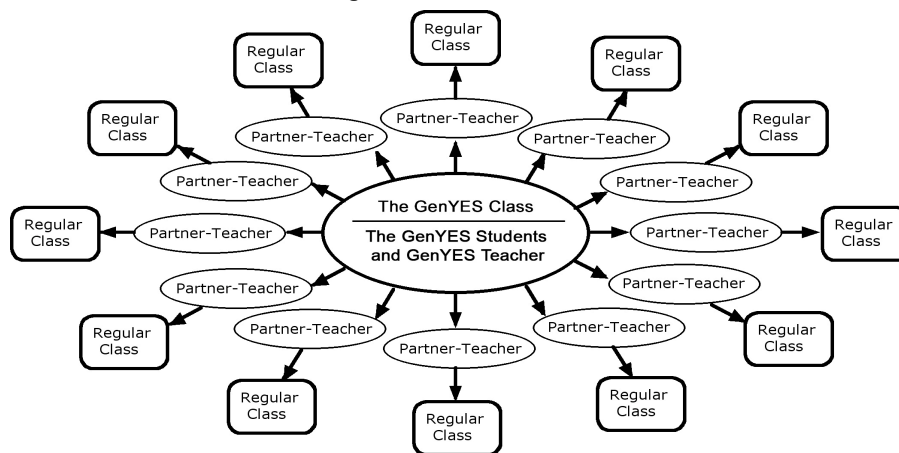 Regular
Class
Regular
Class
Regular
Class
Regular
Class
Regular
Class
Partner-Teacher
Partner-Teacher
Partner-Teacher
Partner-Teacher
Partner-Teacher
The GenYES Class
The GenYES Students
and GenYES Teacher
Regular
Class
Partner-Teacher
Partner-Teacher
Regular
Class
Partner-Teacher
Partner-Teacher
Partner-Teacher
Partner-Teacher
Partner-Teacher
Regular
Class
Regular
Class
Regular
Class
Regular
Class
Regular
Class